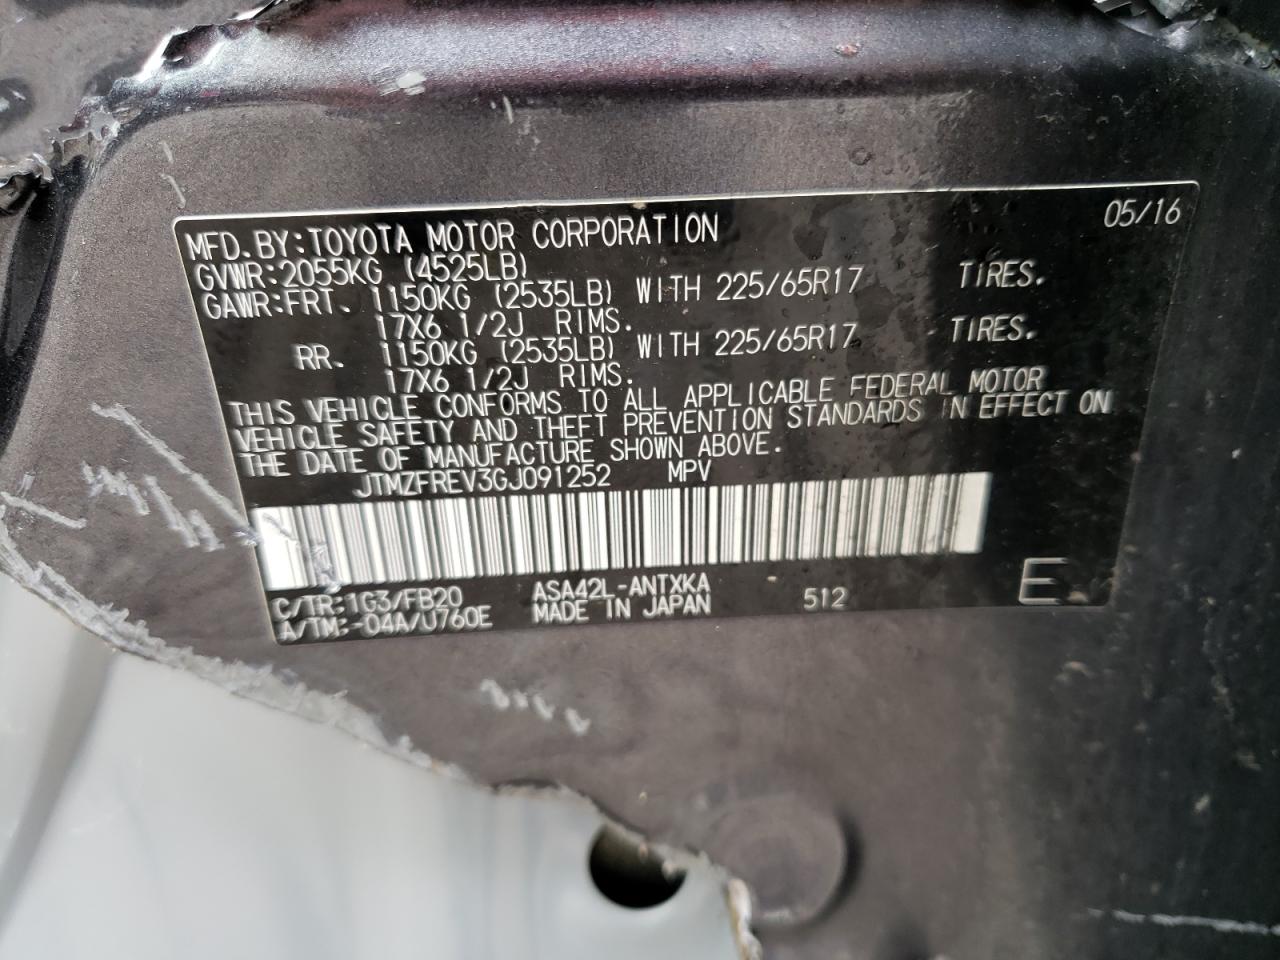 MFD.BY:TOYOTA MOTOR CORPORATION 05/16
GVWR:2055KG (4525LB)
GAWR:FRT. 1150KG (2535LB) WITH 225/65R17 TIRES.
17X6 1/2J RIMS.
RR. 1150KG (2535LB) WITH 225/65R17 TIRES.
17X6 1/2J RIMS.
THIS VEHICLE CONFORMS TO ALL APPLICABLE FEDERAL MOTOR
VEHICLE SAFETY AND THEFT PREVENTION STANDARDS IN EFFECT ON
THE DATE OF MANUFACTURE SHOWN ABOVE.
JTMZFREV3GJ091252 MPV
C/TR:1G3/FB20 ASA42L-ANTXKA
A/TM:-04A/U760E MADE IN JAPAN 512 E